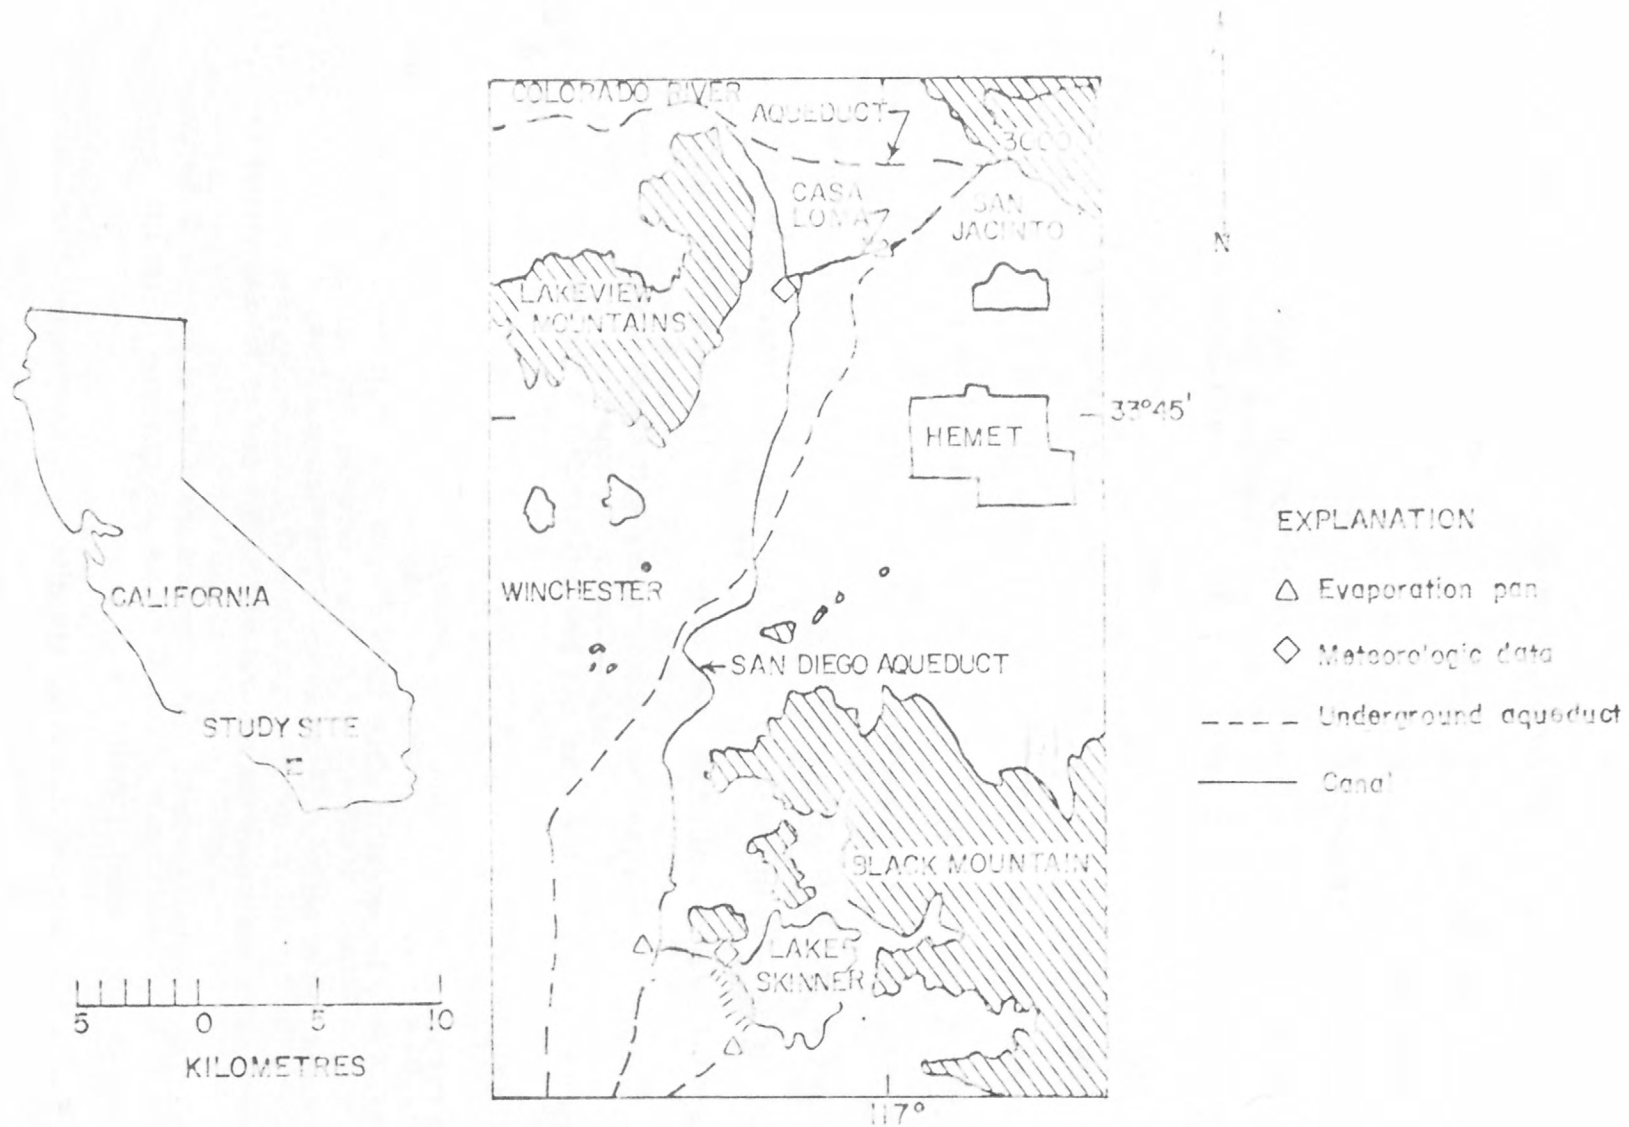 COLORADO RIVER
AQUEDUCT
3000
CASA
LOMA
SAN
JACINTO
N
LAKEVIEW
MOUNTAINS
33°45'
HEMET
EXPLANATION
Evaporation pan
Meteorologic data
Underground aqueduct
Canal
CALIFORNIA
STUDY SITE
WINCHESTER
SAN DIEGO AQUEDUCT
BLACK MOUNTAIN
LAKE
SKINNER
5 0 5 10
KILOMETRES
117°